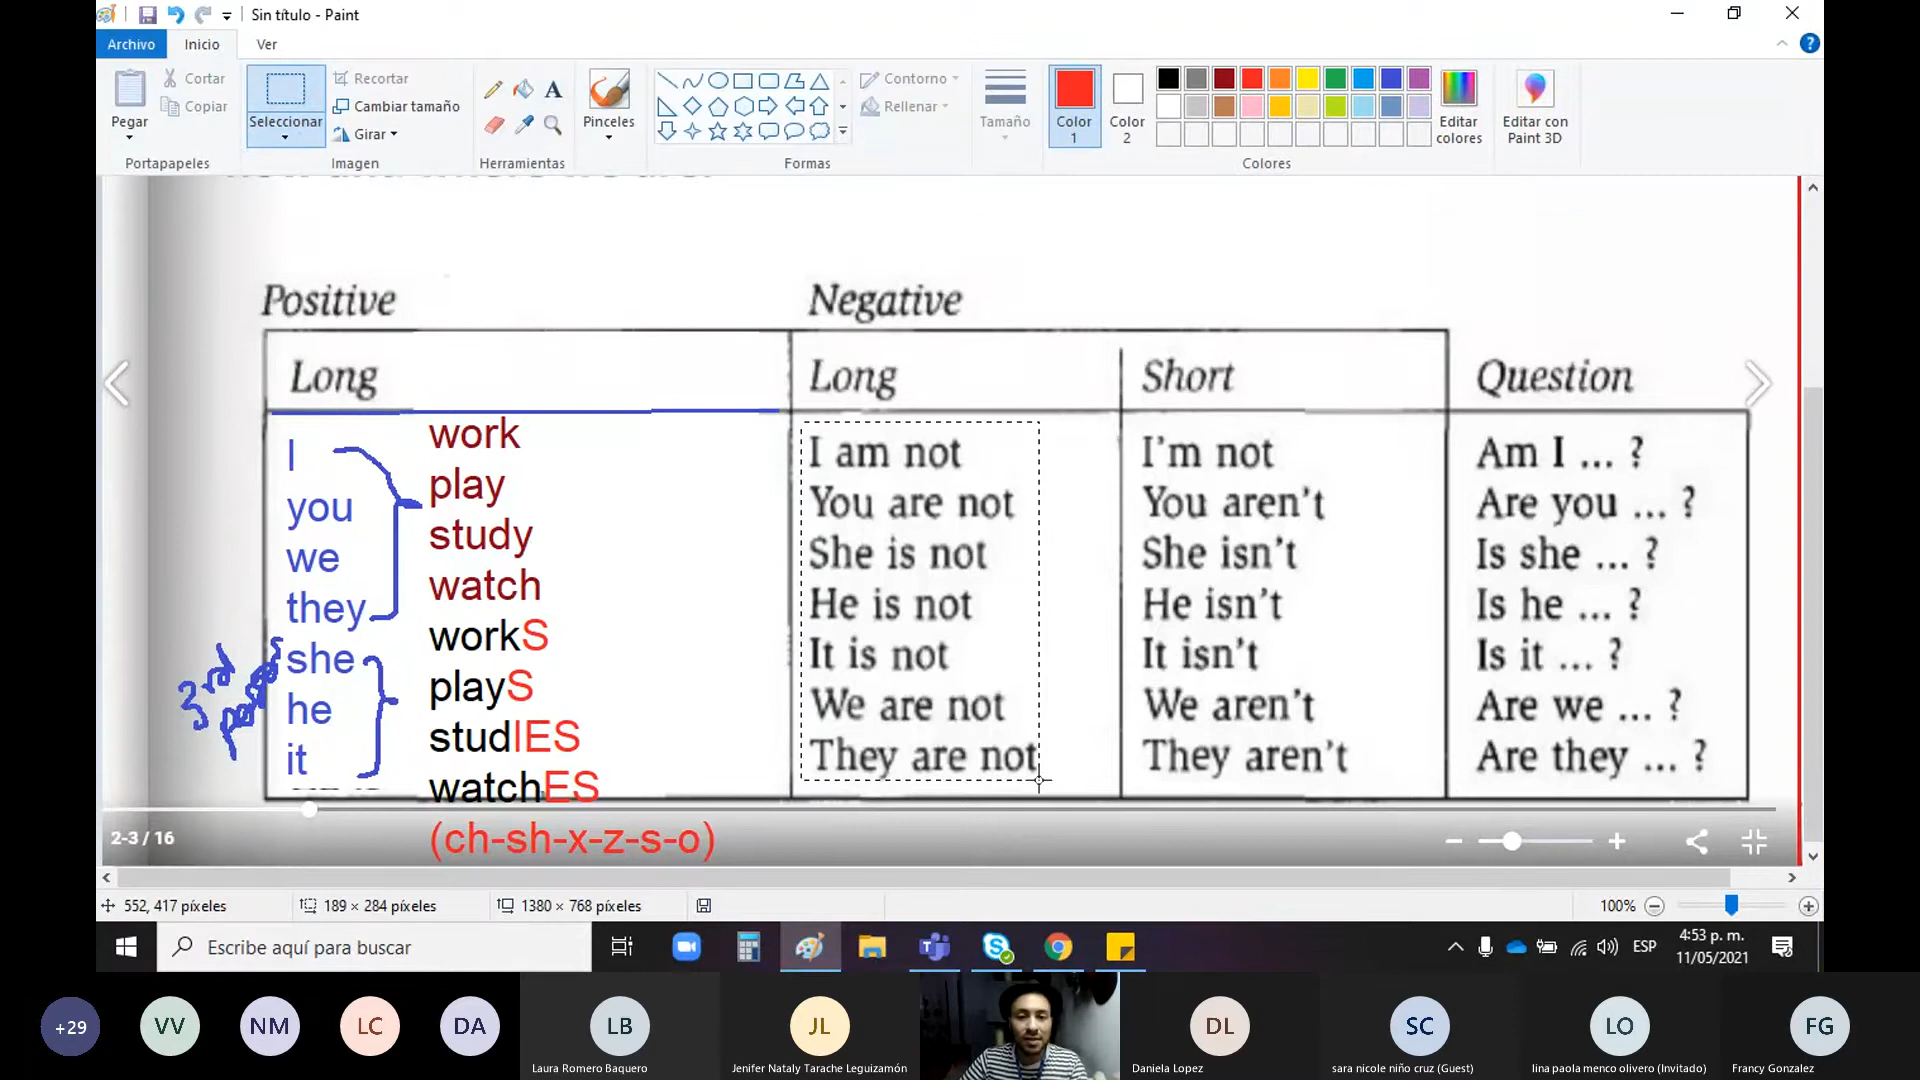 Sin título - Paint
Archivo Inicio Ver
Pegar
Cortar
Copiar
Portapapeles
Seleccionar
Recortar
Cambiar tamaño
Girar
Imagen
A
Herramientas
Pinceles
Contorno
Rellenar
Formas
Tamaño
Color 1
Color 2
Editar colores
Editar con Paint 3D
Colores
Positive Negative
Long Long Short Question
I
you
we
they
she
he
it
3rd
work
play
study
watch
workS
playS
studIES
watchES
(ch-sh-x-z-s-o)
I am not
You are not
She is not
He is not
It is not
We are not
They are not
I'm not
You aren't
She isn't
He isn't
It isn't
We aren't
They aren't
Am I ... ?
Are you ... ?
Is she ... ?
Is he ... ?
Is it ... ?
Are we ... ?
Are they ... ?
2-3 / 16
552, 417 píxeles 189 × 284 píxeles 1380 × 768 píxeles 100%
Escribe aquí para buscar
ESP
4:53 p. m.
11/05/2021
+29 VV NM LC DA LB JL DL SC LO FG
Laura Romero Baquero Jenifer Nataly Tarache Leguizamón Daniela Lopez sara nicole niño cruz (Guest) lina paola menco olivero (Invitado) Francy Gonzalez